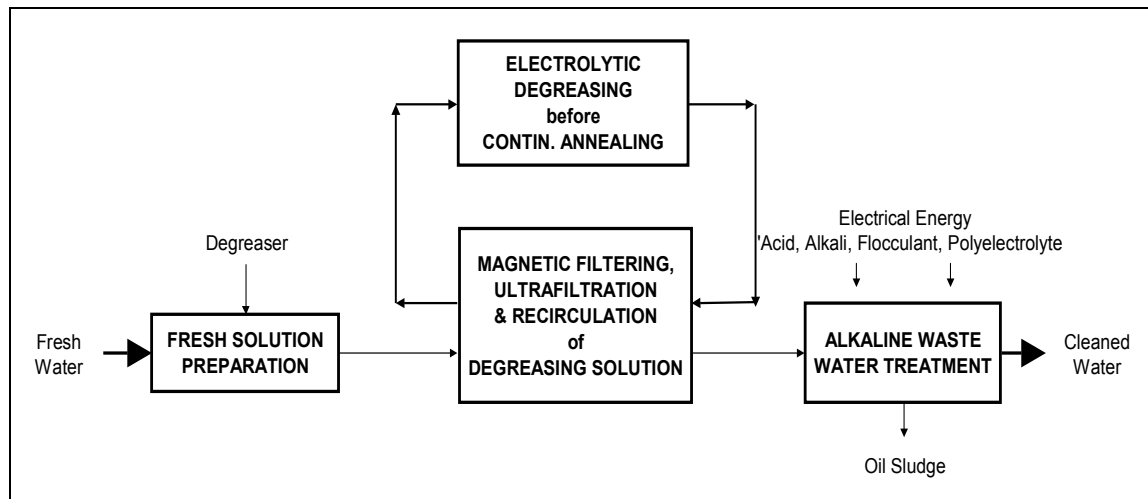 ELECTROLYTIC
DEGREASING
before
CONTIN. ANNEALING
Electrical Energy
'Acid, Alkali, Flocculant, Polyelectrolyte
Degreaser
MAGNETIC FILTERING,
ULTRAFILTRATION
& RECIRCULATION
of
DEGREASING SOLUTION
Fresh
Water
FRESH SOLUTION
PREPARATION
ALKALINE WASTE
WATER TREATMENT
Cleaned
Water
Oil Sludge